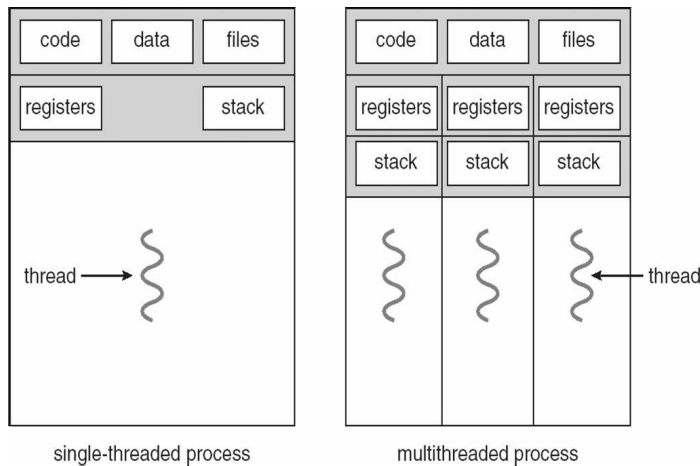 code data files
registers stack
thread
single-threaded process
code data files
registers registers registers
stack stack stack
thread
multithreaded process